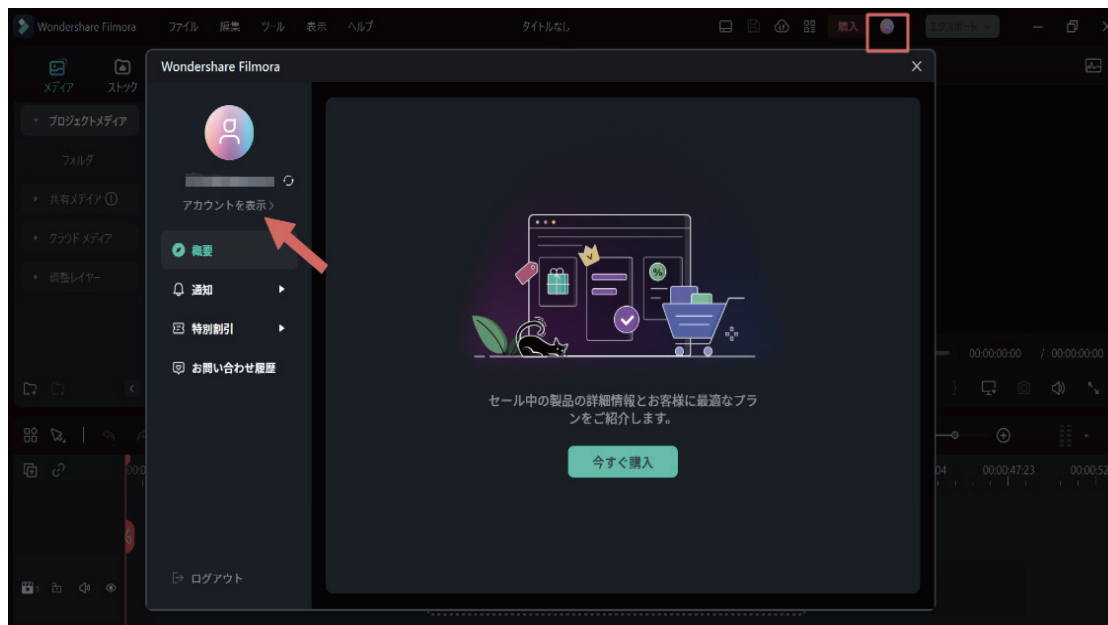 Wondershare Filmora ファイル 編集 ツール 表示 ヘルプ タイトルなし 購入 エクスポート
メディア ストック
プロジェクトメディア
フォルダ
共有メディア
クラウド メディア
調整レイヤー
Wondershare Filmora
アカウントを表示
概要
通知
特別割引
お問い合わせ履歴
ログアウト
%
セール中の製品の詳細情報とお客様に最適なプラ
ンをご紹介します。
今すぐ購入
00:00:00:00 / 00:00:00:00
00:0
04 00:00:47:23 00:00:52
1